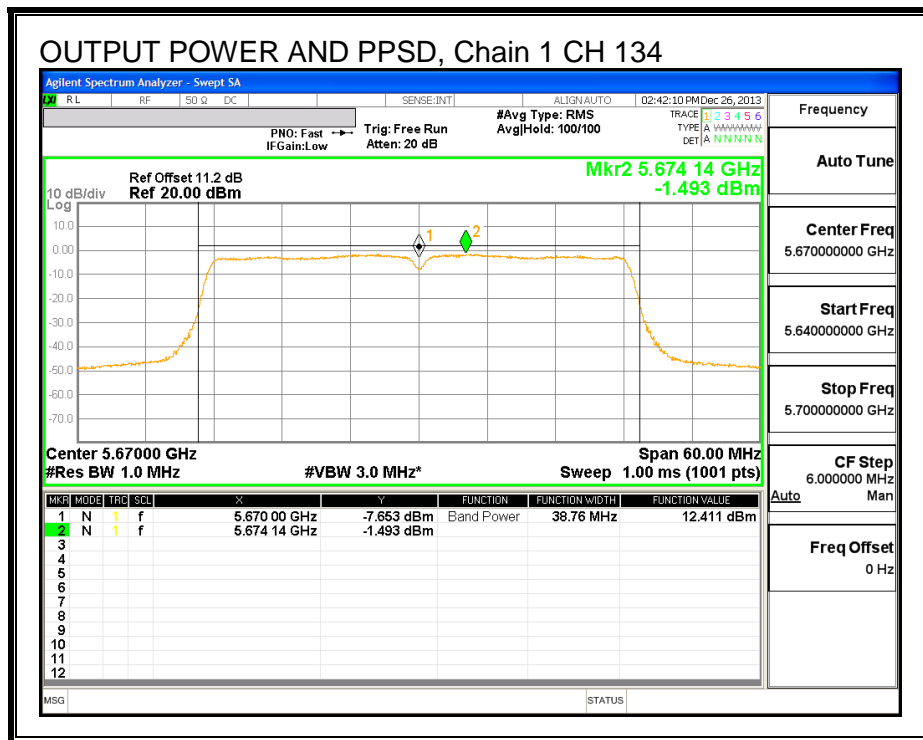 OUTPUT POWER AND PPSD, Chain 1 CH 134
Agilent Spectrum Analyzer - Swept SA
LXI RL RF 50 Ω DC SENSE:INT ALIGNAUTO 02:42:10 PM Dec 26, 2013
#Avg Type: RMS
Avg|Hold: 100/100
TRACE 1 2 3 4 5 6
TYPE A WWWWWW
DET A N N N N N
PNO: Fast
IFGain:Low
Trig: Free Run
Atten: 20 dB
Frequency
Mkr2 5.674 14 GHz
-1.493 dBm
Ref Offset 11.2 dB
Ref 20.00 dBm
10 dB/div
Log
10.0
0.00
-10.0
-20.0
-30.0
-40.0
-50.0
-60.0
-70.0
1
2
Center 5.67000 GHz
#Res BW 1.0 MHz
#VBW 3.0 MHz*
Span 60.00 MHz
Sweep 1.00 ms (1001 pts)
MKR MODE TRC SCL X Y FUNCTION FUNCTION WIDTH FUNCTION VALUE
1 N 1 f 5.670 00 GHz -7.653 dBm Band Power 38.76 MHz 12.411 dBm
2 N 1 f 5.674 14 GHz -1.493 dBm
3
4
5
6
7
8
9
10
11
12
Auto Tune
Center Freq
5.670000000 GHz
Start Freq
5.640000000 GHz
Stop Freq
5.700000000 GHz
CF Step
6.000000 MHz
Auto Man
Freq Offset
0 Hz
MSG STATUS